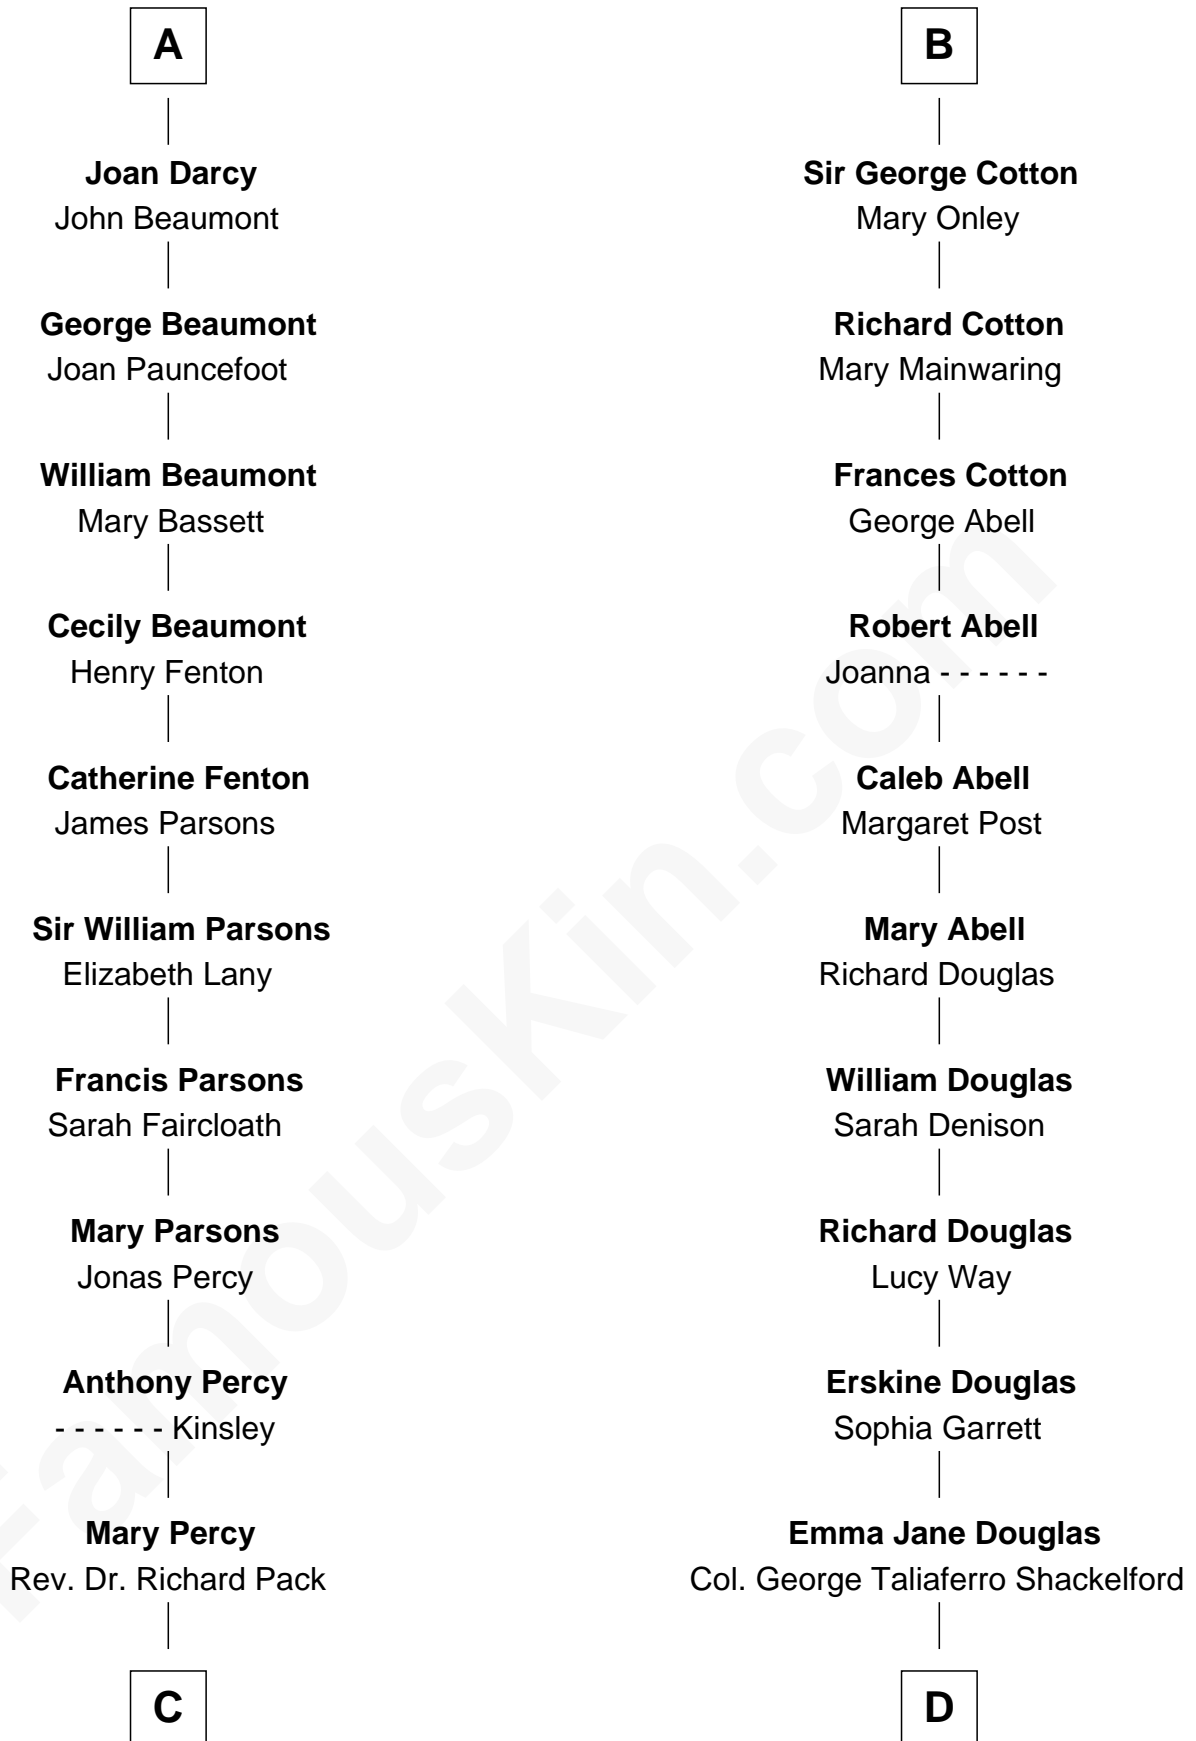 A
Joan Darcy
John Beaumont
George Beaumont
Joan Pauncefoot
William Beaumont
Mary Bassett
Cecily Beaumont
Henry Fenton
Catherine Fenton
James Parsons
Sir William Parsons
Elizabeth Lany
Francis Parsons
Sarah Faircloath
Mary Parsons
Jonas Percy
Anthony Percy
- - - - - - Kinsley
Mary Percy
Rev. Dr. Richard Pack
C
B
Sir George Cotton
Mary Onley
Richard Cotton
Mary Mainwaring
Frances Cotton
George Abell
Robert Abell
Joanna - - - - - -
Caleb Abell
Margaret Post
Mary Abell
Richard Douglas
William Douglas
Sarah Denison
Richard Douglas
Lucy Way
Erskine Douglas
Sophia Garrett
Emma Jane Douglas
Col. George Taliaferro Shackelford
D
FamousKin.com